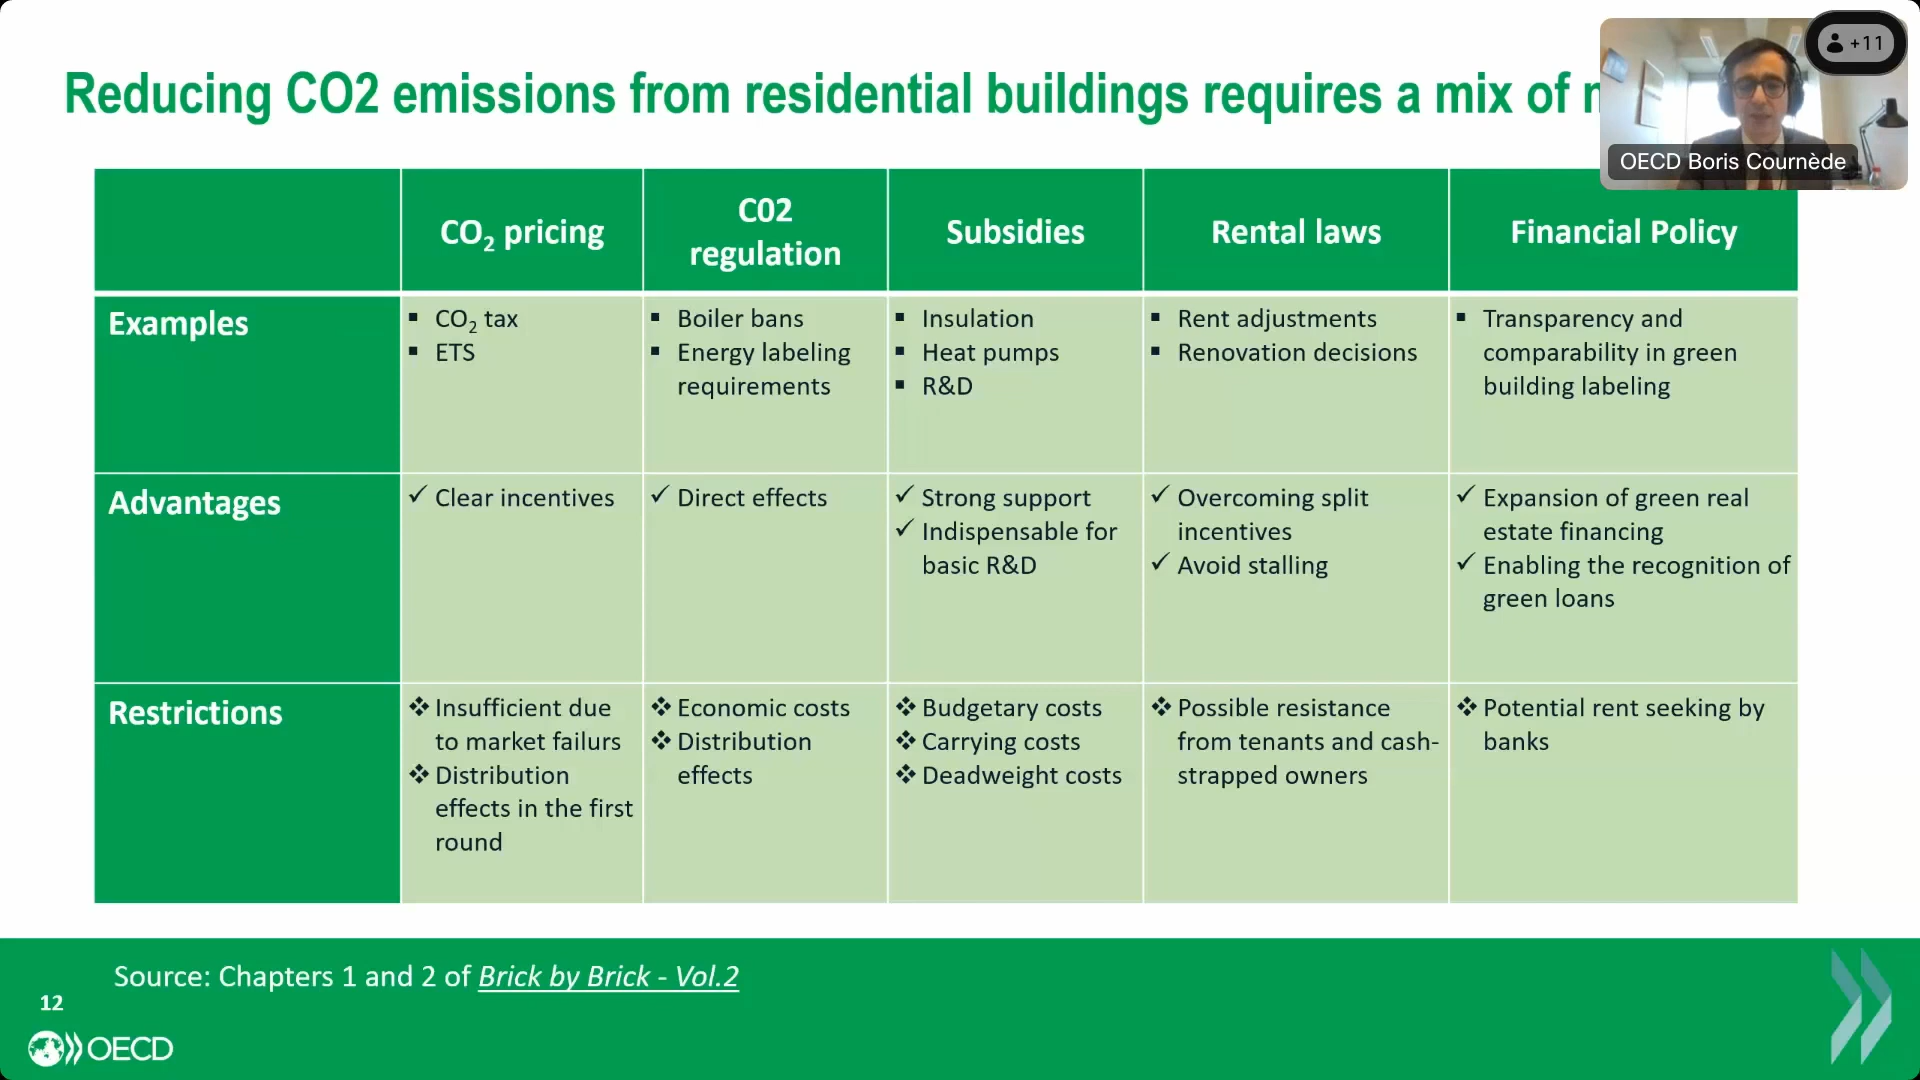 Reducing CO2 emissions from residential buildings requires a mix of
+11
OECD Boris Cournède
CO₂ pricing
C02
regulation
Subsidies
Rental laws
Financial Policy
Examples
▪ CO₂ tax
▪ ETS
▪ Boiler bans
▪ Energy labeling
requirements
▪ Insulation
▪ Heat pumps
▪ R&D
▪ Rent adjustments
▪ Renovation decisions
▪ Transparency and
comparability in green
building labeling
Advantages
✓ Clear incentives
✓ Direct effects
✓ Strong support
✓ Indispensable for
basic R&D
✓ Overcoming split
incentives
✓ Avoid stalling
✓ Expansion of green real
estate financing
✓ Enabling the recognition of
green loans
Restrictions
❖ Insufficient due
to market failurs
❖ Distribution
effects in the first
round
❖ Economic costs
❖ Distribution
effects
❖ Budgetary costs
❖ Carrying costs
❖ Deadweight costs
❖ Possible resistance
from tenants and cash-
strapped owners
❖ Potential rent seeking by
banks
Source: Chapters 1 and 2 of Brick by Brick - Vol.2
12
OECD